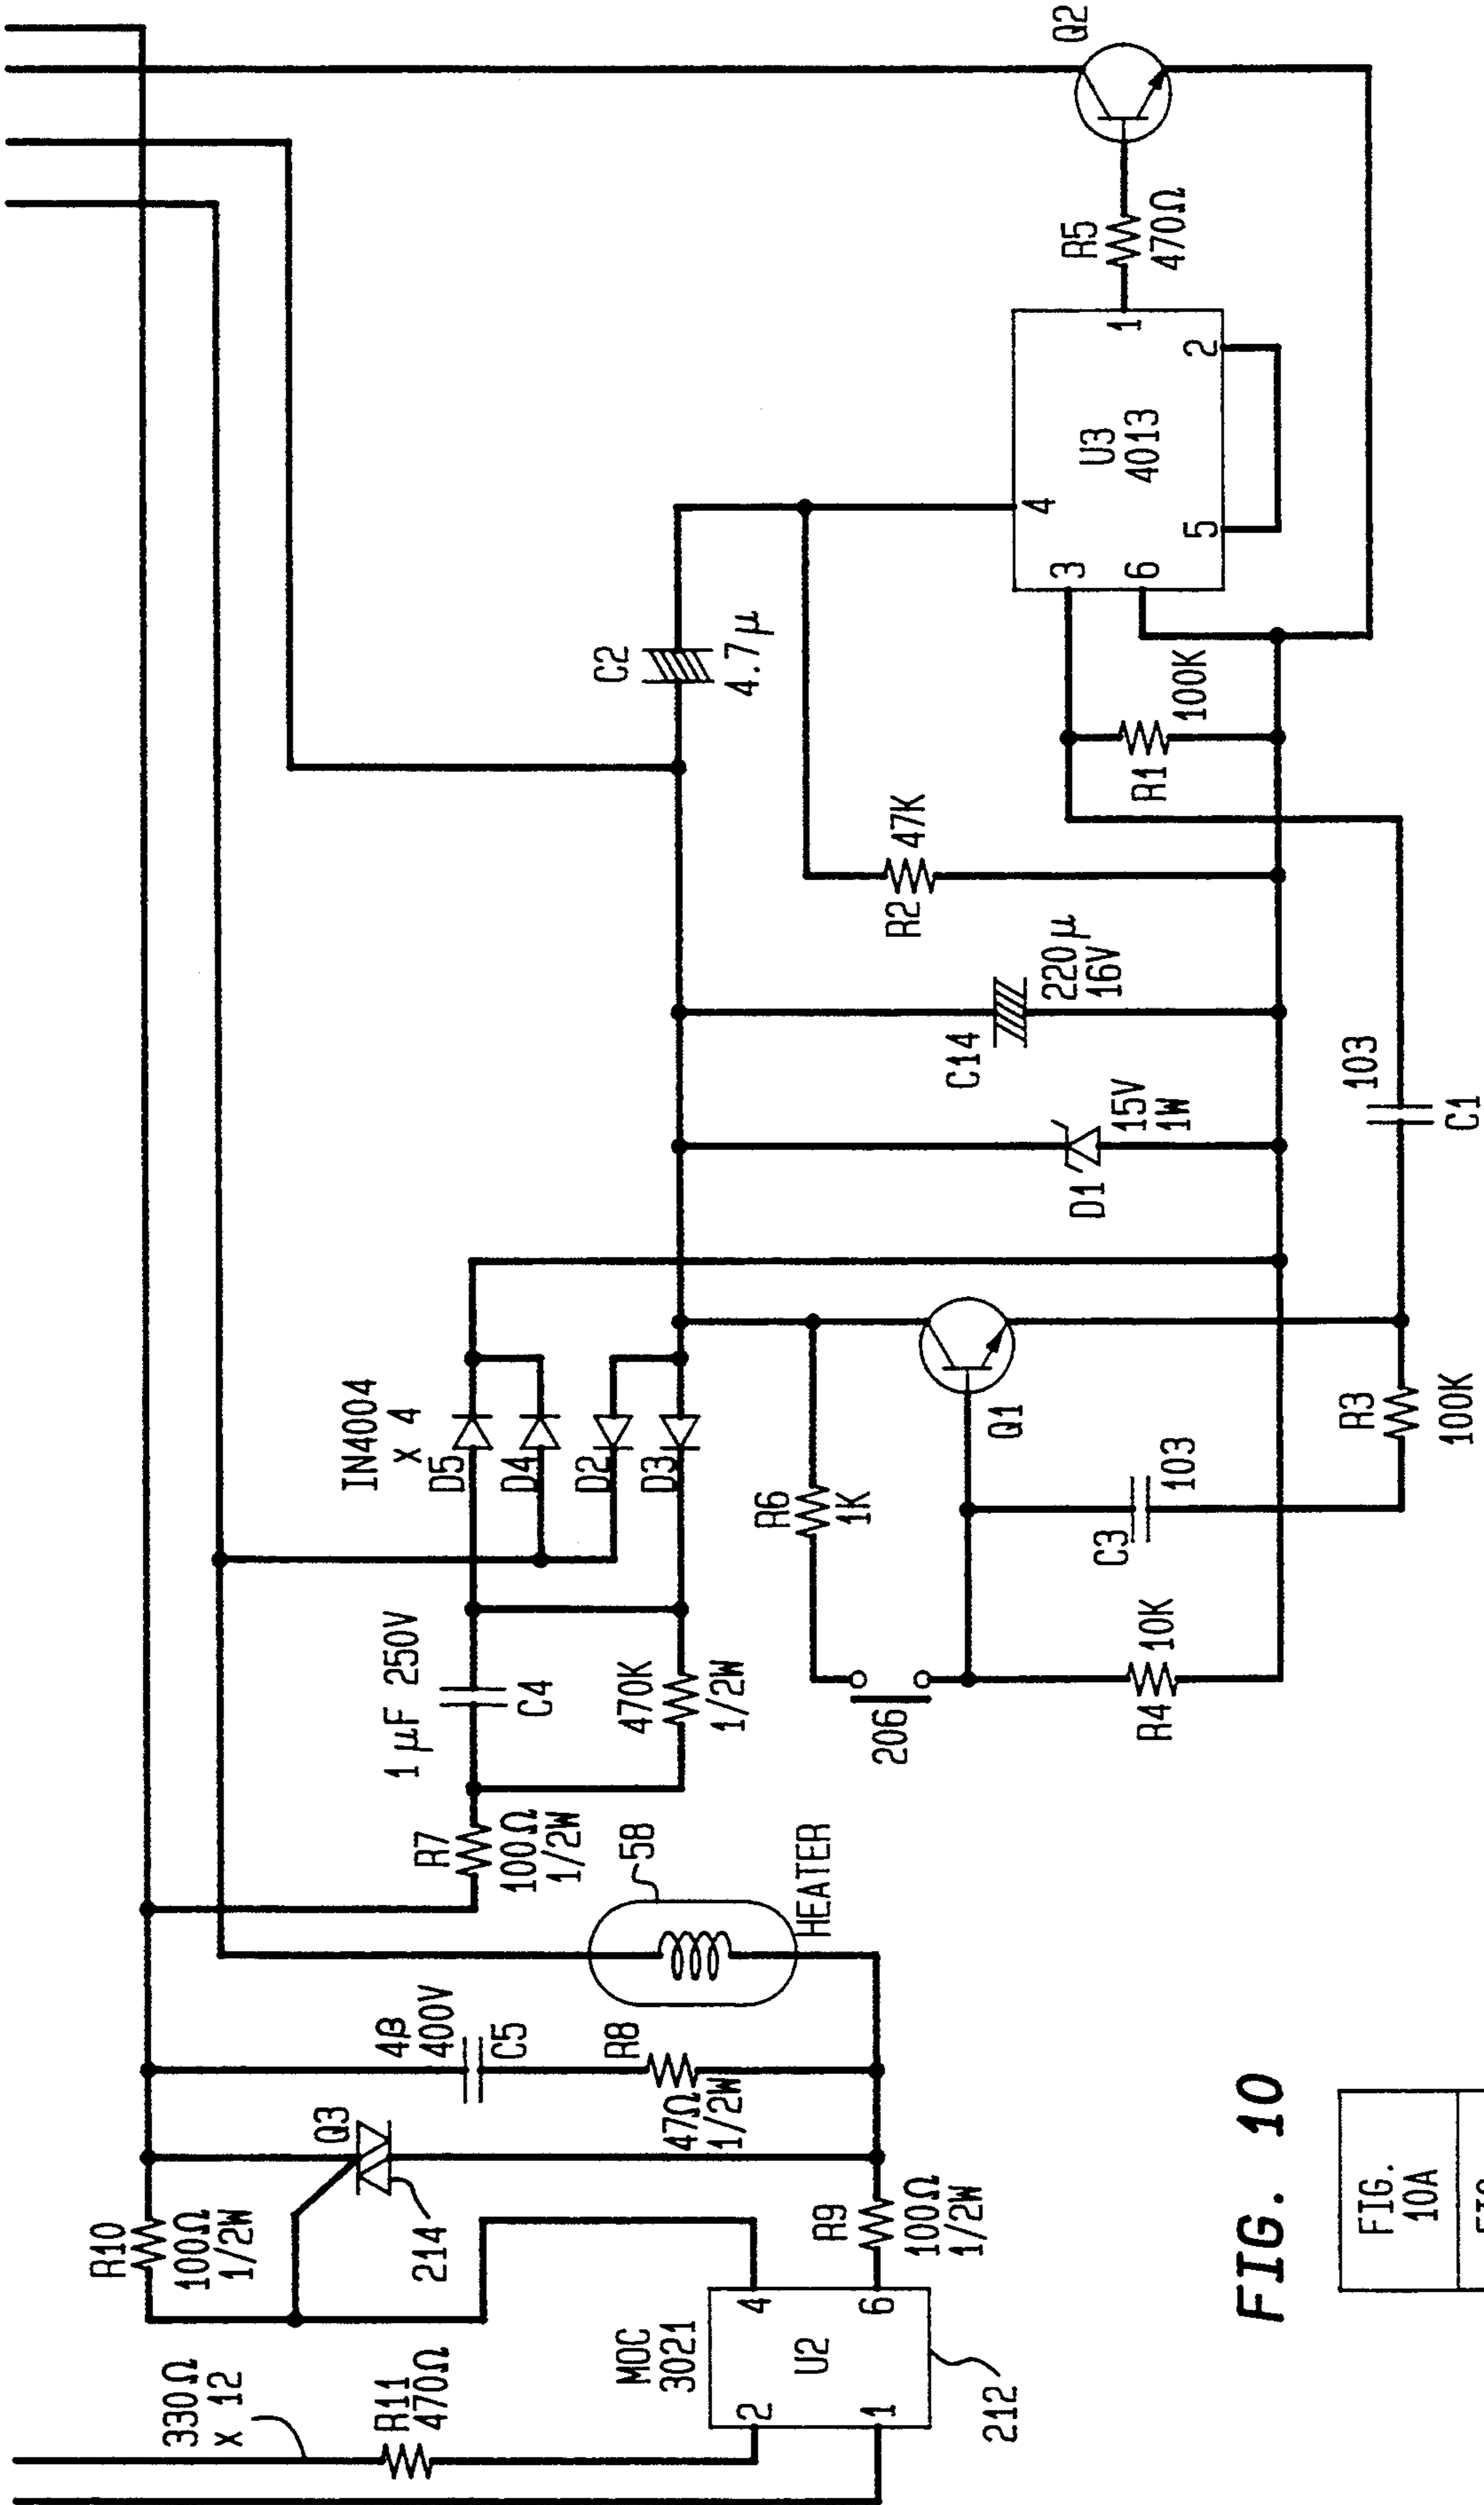 330Ω
x 12
R11
470Ω
MOC
3021
U2
2
1
4
6
212
R10
100Ω
1/2W
Q3
214
R9
100Ω
1/2W
4β
400V
C5
R8
47Ω
1/2W
58
HEATER
R7
100Ω
1/2W
1μF 250V
C4
470K
1/2W
IN4004
x 4
D5
D4
D2
D3
206
R6
1K
Q1
R4
10K
C3
103
R3
100K
C1
103
D1
15V
1W
C14
220μ
16V
R2
47K
C2
4.7μ
R1
100K
3
6
4
5
2
1
U3
4013
R5
470Ω
Q2
FIG. 10
FIG.
10A